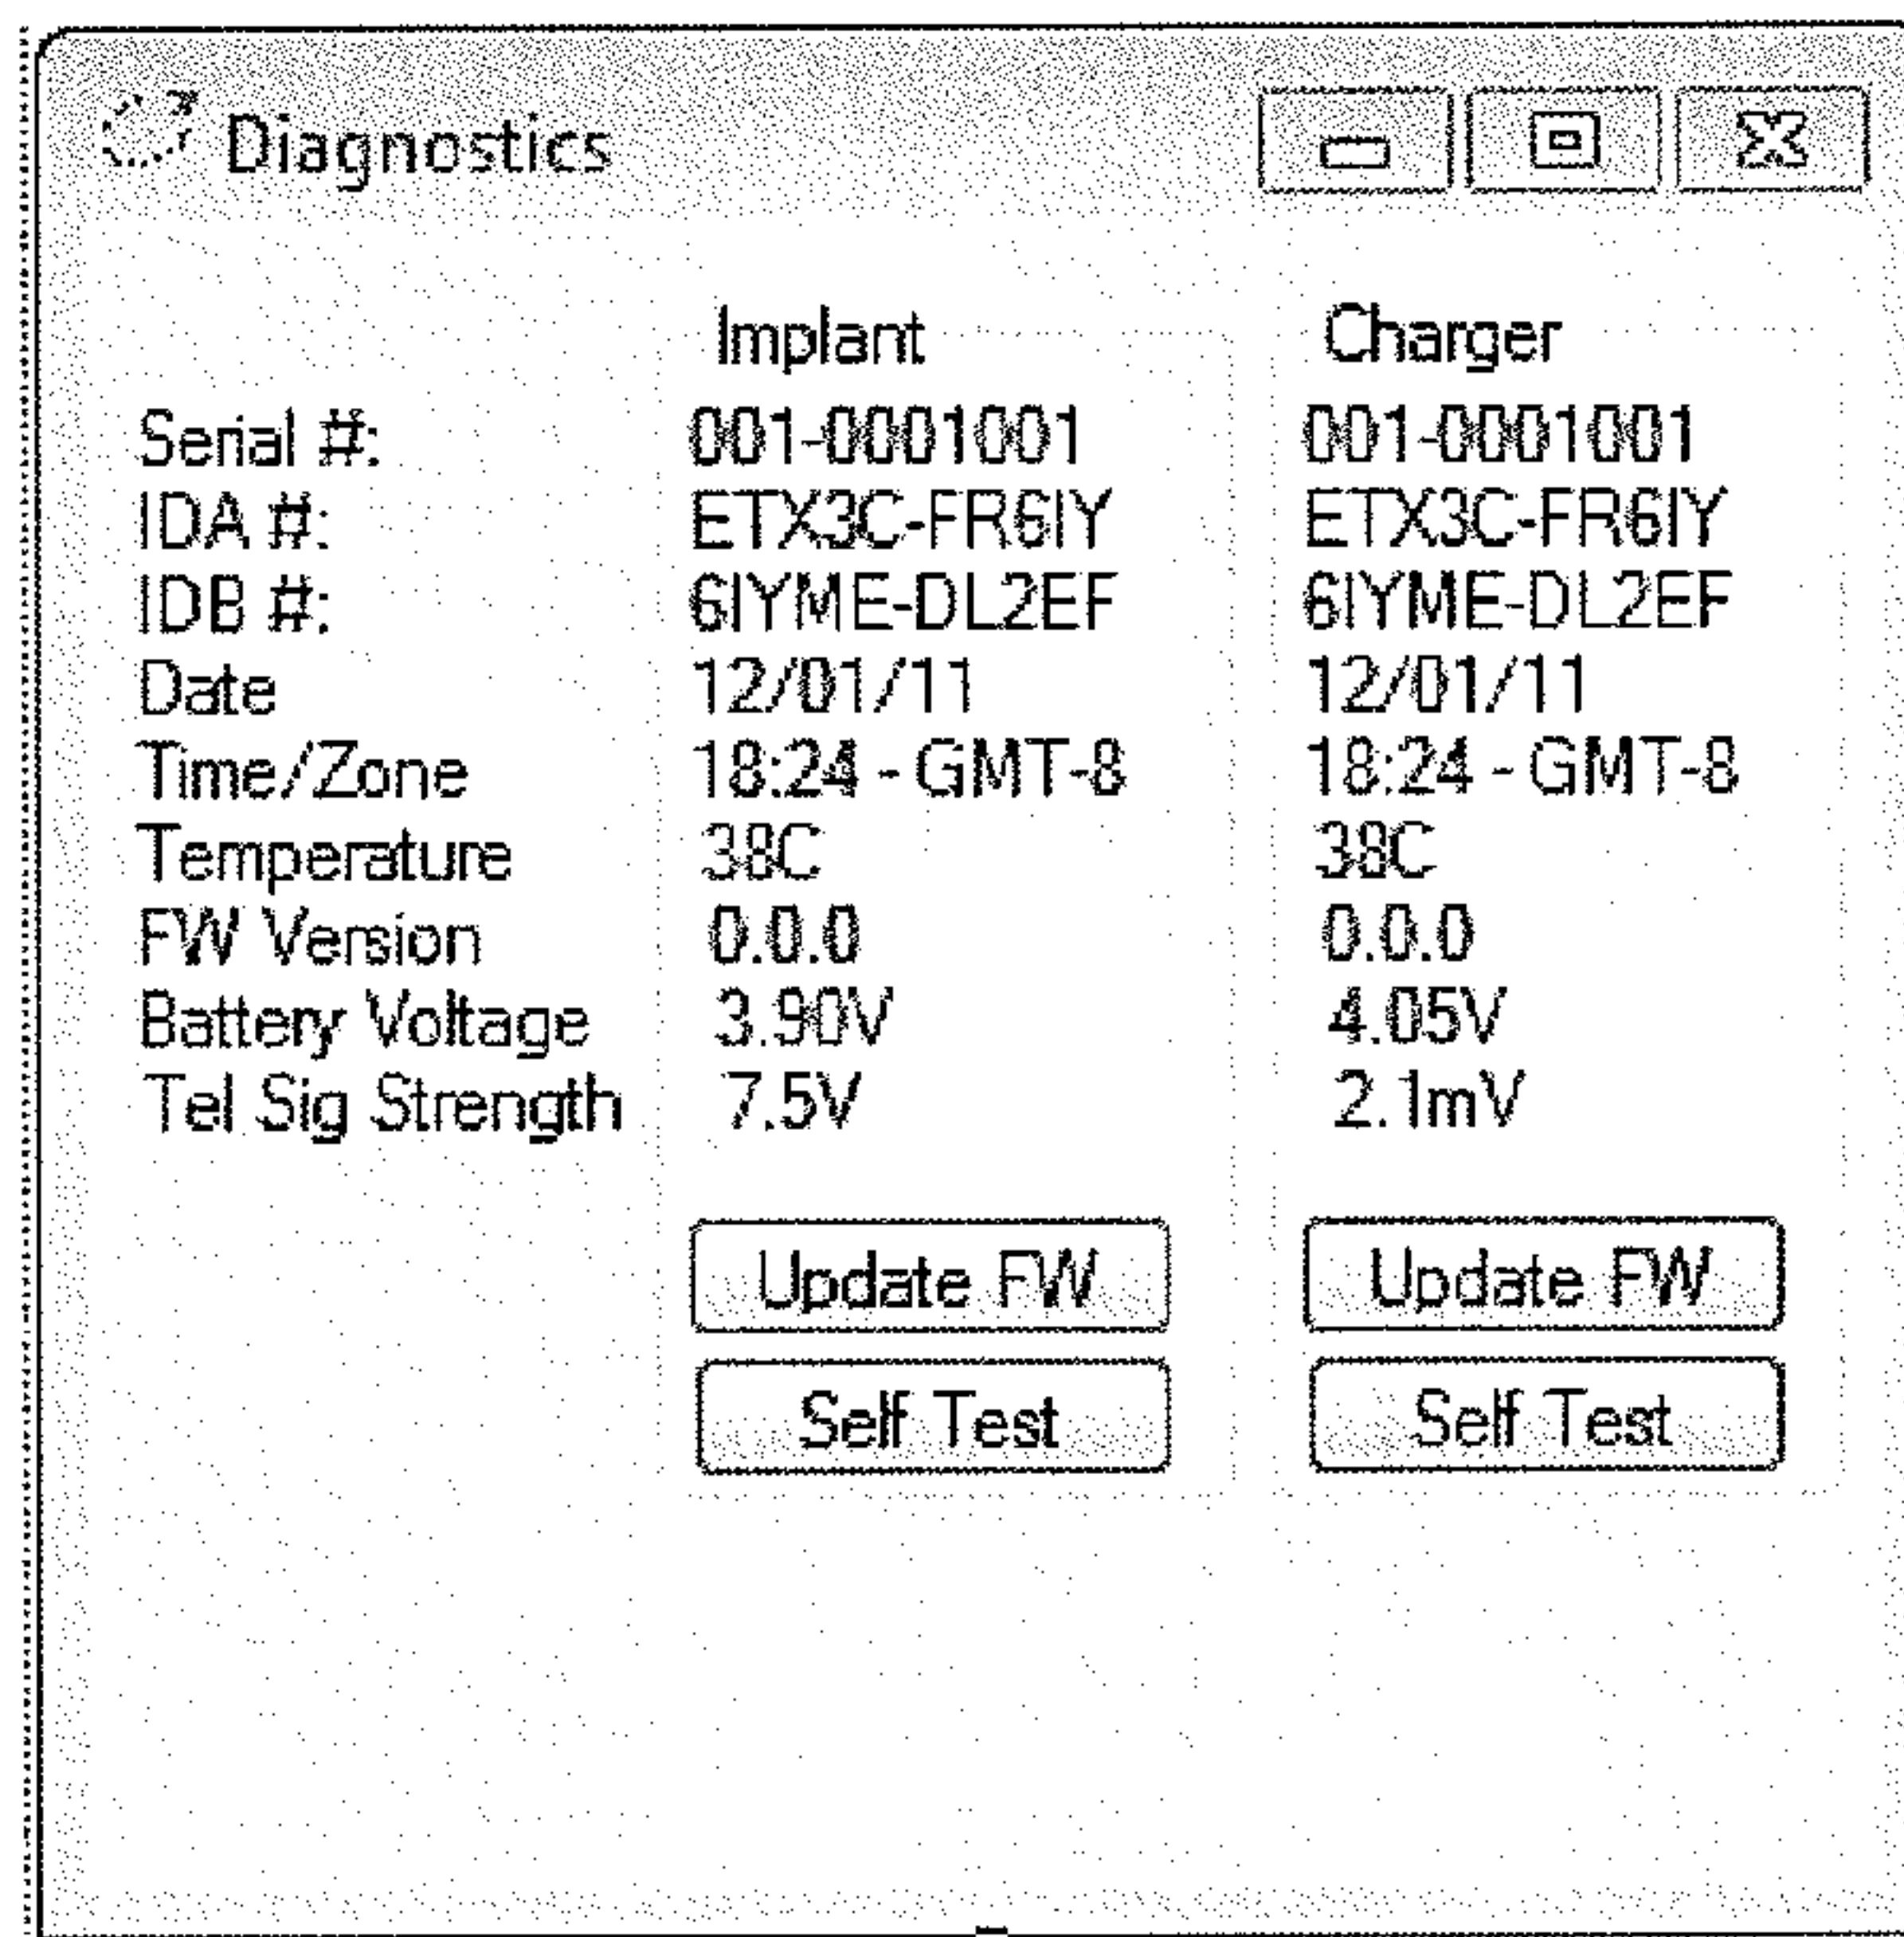 Diagnostics
Implant Charger
Serial #: 001-0001001 001-0001001
IDA #: ETX3C-FR6IY ETX3C-FR6IY
IDB #: 6IYME-DL2EF 6IYME-DL2EF
Date 12/01/11 12/01/11
Time/Zone 18:24 - GMT-8 18:24 - GMT-8
Temperature 38C 38C
FW Version 0.0.0 0.0.0
Battery Voltage 3.90V 4.05V
Tel Sig Strength 7.5V 2.1mV
Update FW Update FW
Self Test Self Test